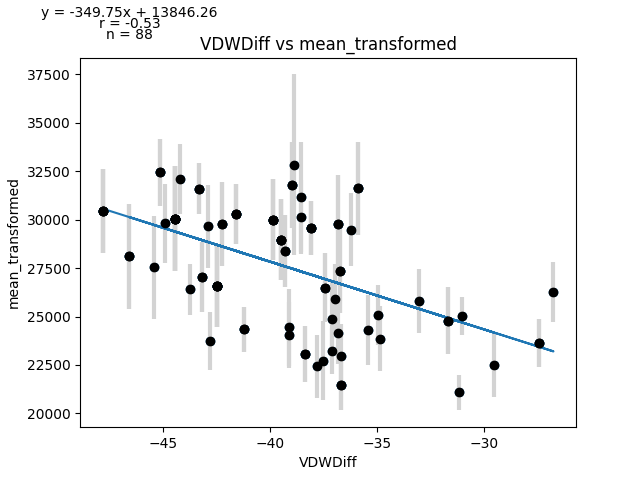 y = -349.75x + 13846.26
r = -0.53
n = 88
VDWDiff vs mean_transformed
37500
35000
32500
30000
27500
25000
22500
20000
mean_transformed
−45
−40
−35
−30
VDWDiff